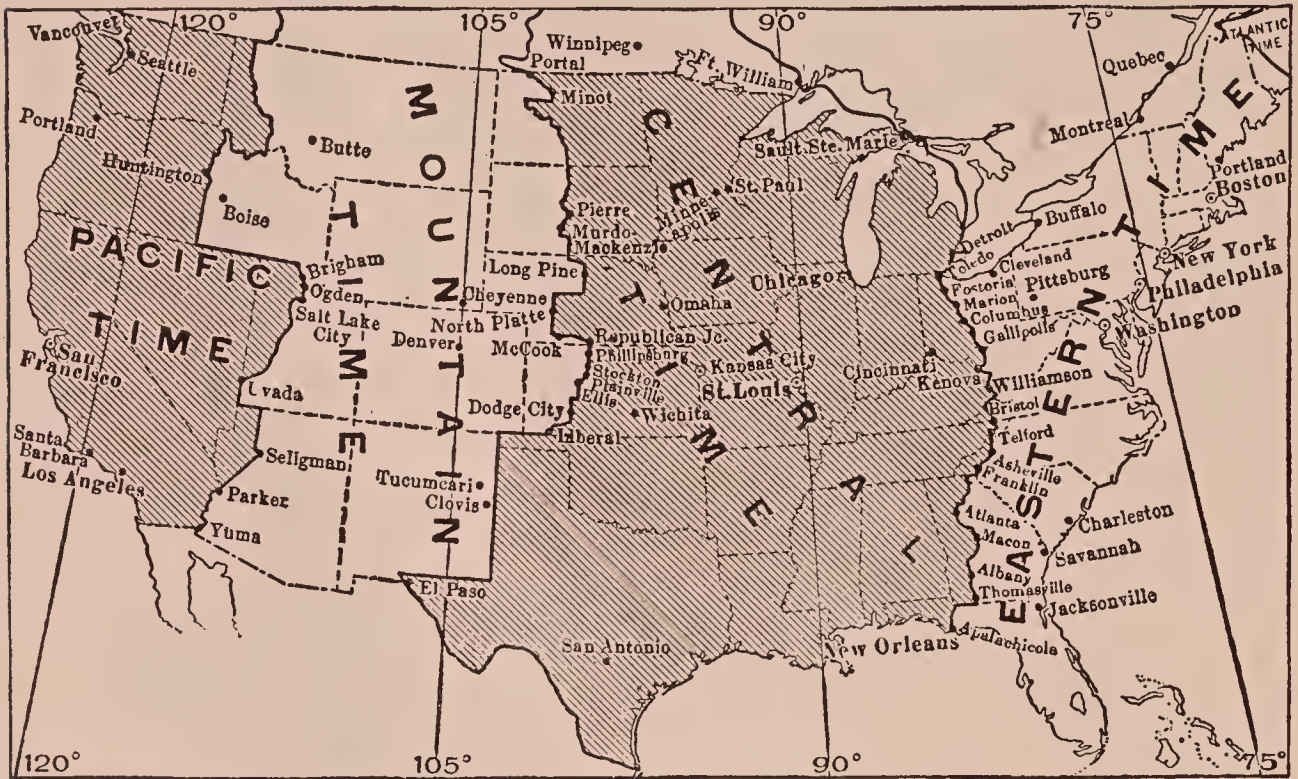 120°
105°
90°
75°
ATLANTIC
TIME
Vancouver
Seattle
Portland
Huntington
Butte
Boise
MOUNTAIN
TIME
PACIFIC
TIME
Brigham
Ogden
Salt Lake
City
San
Francisco
Uvada
Santa
Barbara
Los Angeles
Seligman
Parker
Yuma
Winnipeg
Portal
Minot
Ft. William
Sault Ste. Marie
St. Paul
Minne-
apolis
Pierre
Murdo-
Mackenzie
Long Pine
Cheyenne
North Platte
Denver
McCook
Omaha
Chicago
Republican Jc.
Phillipsburg
Stockton
Plainville
Ellis
Kansas City
St. Louis
Dodge City
Wichita
Liberal
Tucumcari
Clovis
El Paso
San Antonio
New Orleans
CENTRAL
TIME
Quebec
Montreal
Portland
Boston
Buffalo
Detroit
Toledo
Cleveland
Fostoria
Marion
Pittsburg
Columbus
Gallipolis
New York
Philadelphia
Washington
Cincinnati
Kenova
Williamson
Bristol
Telford
Asheville
Franklin
Atlanta
Macon
Charleston
Savannah
Albany
Thomasville
Jacksonville
Apalachicola
EASTERN TIME
120°
105°
90°
75°